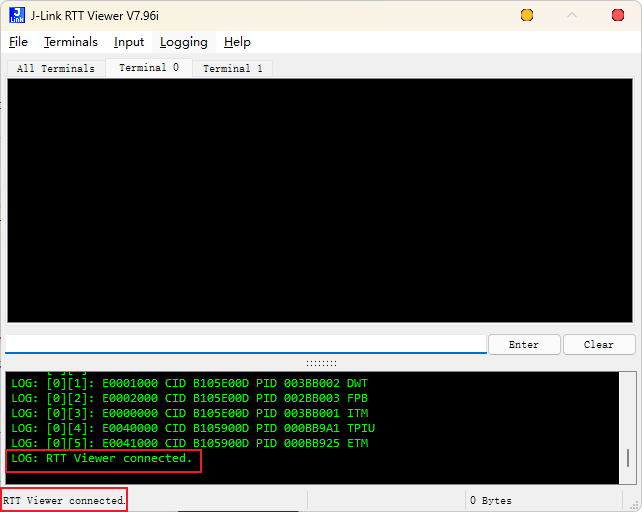 J-Link RTT Viewer V7.96i
File Terminals Input Logging Help
All Terminals Terminal 0 Terminal 1
Enter Clear
LOG: [0][1]: E0001000 CID B105E00D PID 003BB002 DWT
LOG: [0][2]: E0002000 CID B105E00D PID 002BB003 FPB
LOG: [0][3]: E0000000 CID B105E00D PID 003BB001 ITM
LOG: [0][4]: E0040000 CID B105900D PID 000BB9A1 TPIU
LOG: [0][5]: E0041000 CID B105900D PID 000BB925 ETM
LOG: RTT Viewer connected.
RTT Viewer connected. 0 Bytes